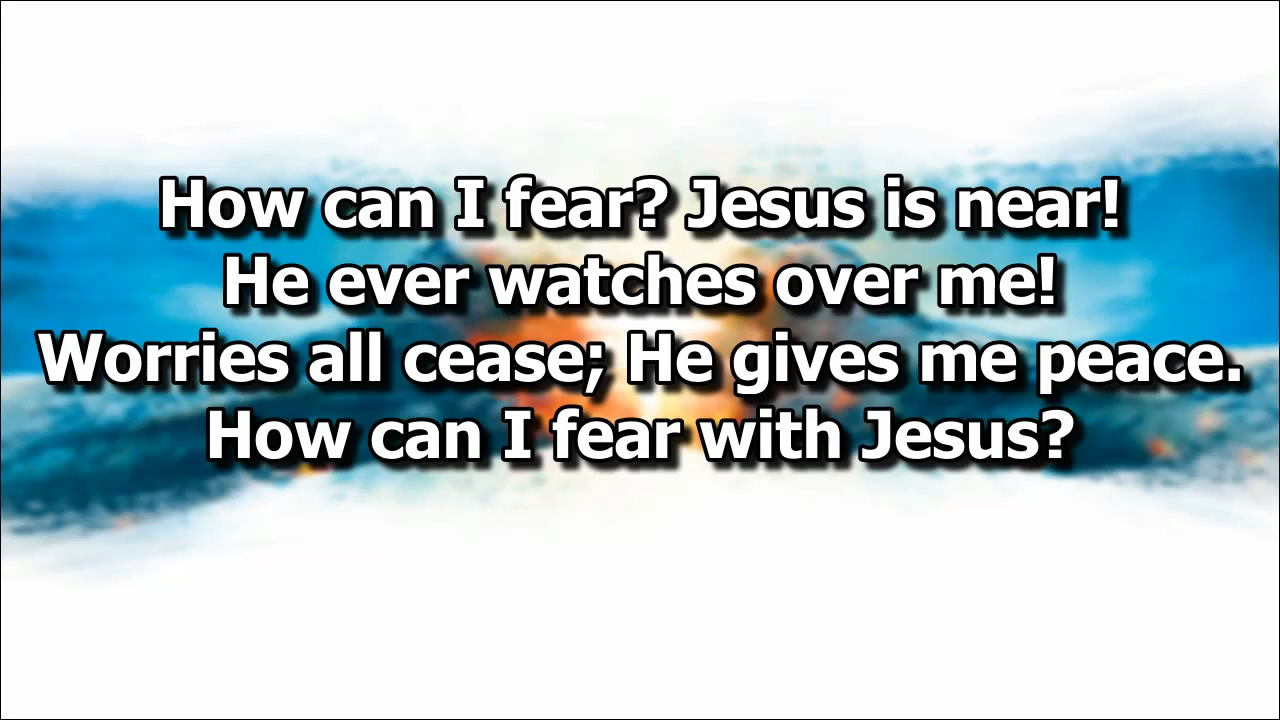 How can I fear? Jesus is near!
He ever watches over me!
Worries all cease; He gives me peace.
How can I fear with Jesus?